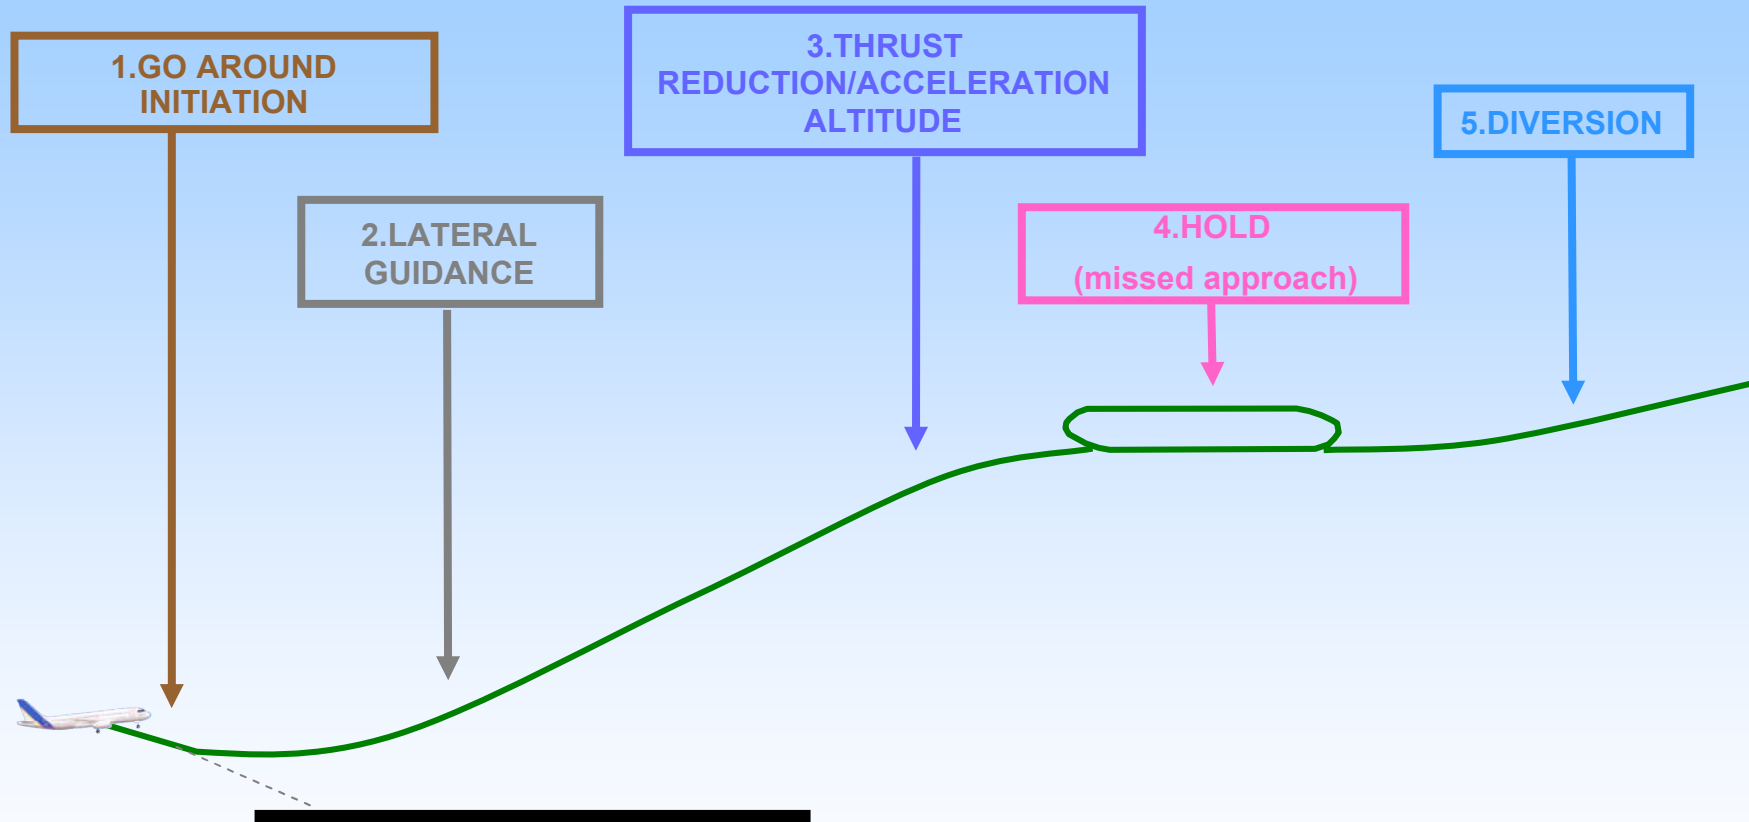 1.GO AROUND
INITIATION
2.LATERAL
GUIDANCE
3.THRUST
REDUCTION/ACCELERATION
ALTITUDE
4.HOLD
(missed approach)
5.DIVERSION